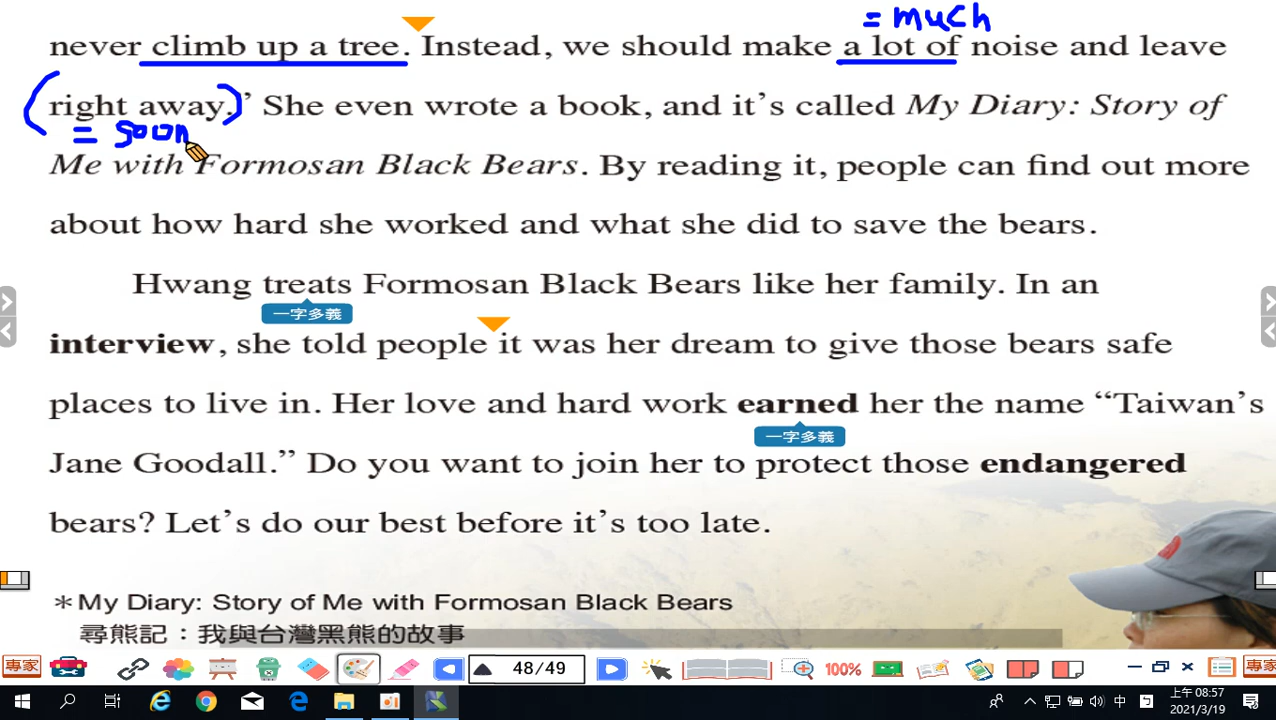 = much
never climb up a tree. Instead, we should make a lot of noise and leave
right away.’ She even wrote a book, and it’s called My Diary: Story of
= soon
Me with Formosan Black Bears. By reading it, people can find out more
about how hard she worked and what she did to save the bears.
Hwang treats Formosan Black Bears like her family. In an
一字多義
interview, she told people it was her dream to give those bears safe
places to live in. Her love and hard work earned her the name “Taiwan’s
一字多義
Jane Goodall.” Do you want to join her to protect those endangered
bears? Let’s do our best before it’s too late.
＊My Diary: Story of Me with Formosan Black Bears
尋熊記：我與台灣黑熊的故事
專家 48/49 100% 專家
中 上午 08:57
2021/3/19